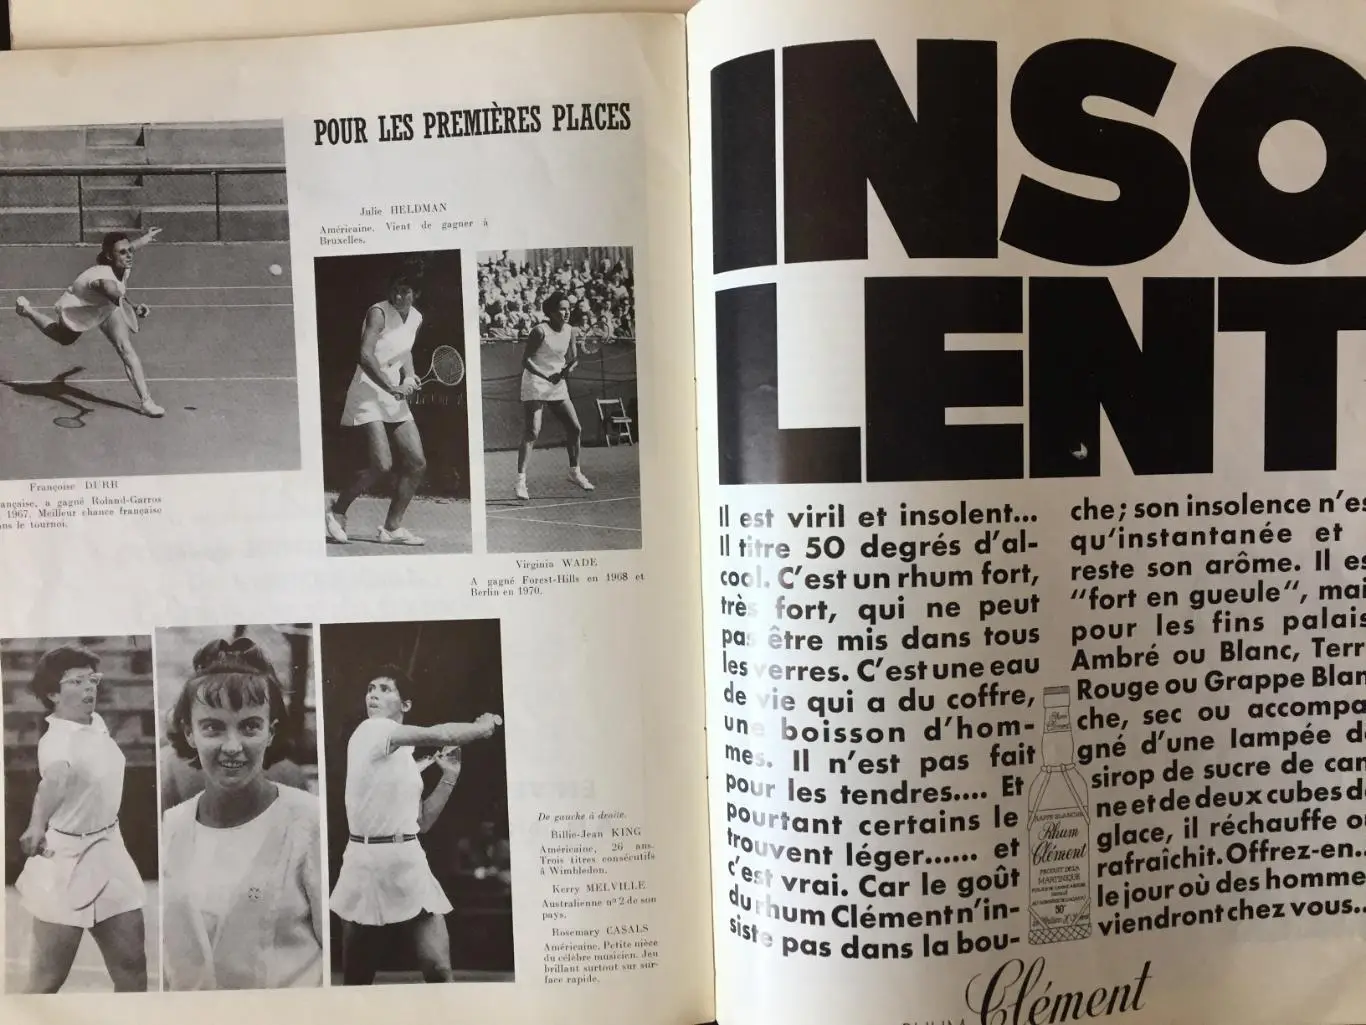 POUR LES PREMIÈRES PLACES
Julie HELDMAN
Américaine. Vient de gagner à
Bruxelles.
Françoise DURR
ançaise, a gagné Roland-Garros
1967. Meilleur chance française
ans le tournoi.
Virginia WADE
A gagné Forest-Hills en 1968 et
Berlin en 1970.
De gauche à droite.
Billie-Jean KING
Américaine, 26 ans.
Trois titres consécutifs
à Wimbledon.
Kerry MELVILLE
Australienne nº 2 de son
pays.
Rosemary CASALS
Américaine. Petite nièce
du célèbre musicien. Jeu
brillant surtout sur sur-
face rapide.
INSO
LENT
Il est viril et insolent...
Il titre 50 degrés d'al-
cool. C'est un rhum fort,
très fort, qui ne peut
pas être mis dans tous
les verres. C'est une eau
de vie qui a du coffre,
une boisson d'hom-
mes. Il n'est pas fait
pour les tendres.... Et
pourtant certains le
trouvent léger...... et
c'est vrai. Car le goût
du rhum Clément n'in-
siste pas dans la bou-
che; son insolence n'es
qu'instantanée et
reste son arôme. Il es
"fort en gueule", mai
pour les fins palais
Ambré ou Blanc, Terr
Rouge ou Grappe Blan
che, sec ou accompa
gné d'une lampée d
sirop de sucre de can
ne et de deux cubes d
glace, il réchauffe o
rafraîchit. Offrez-en..
le jour où des homme
viendront chez vous..
GRAPPE BLANCHE
Rhum
Clément
PRODUIT DE LA
MARTINIQUE
50°
RHUM Clément